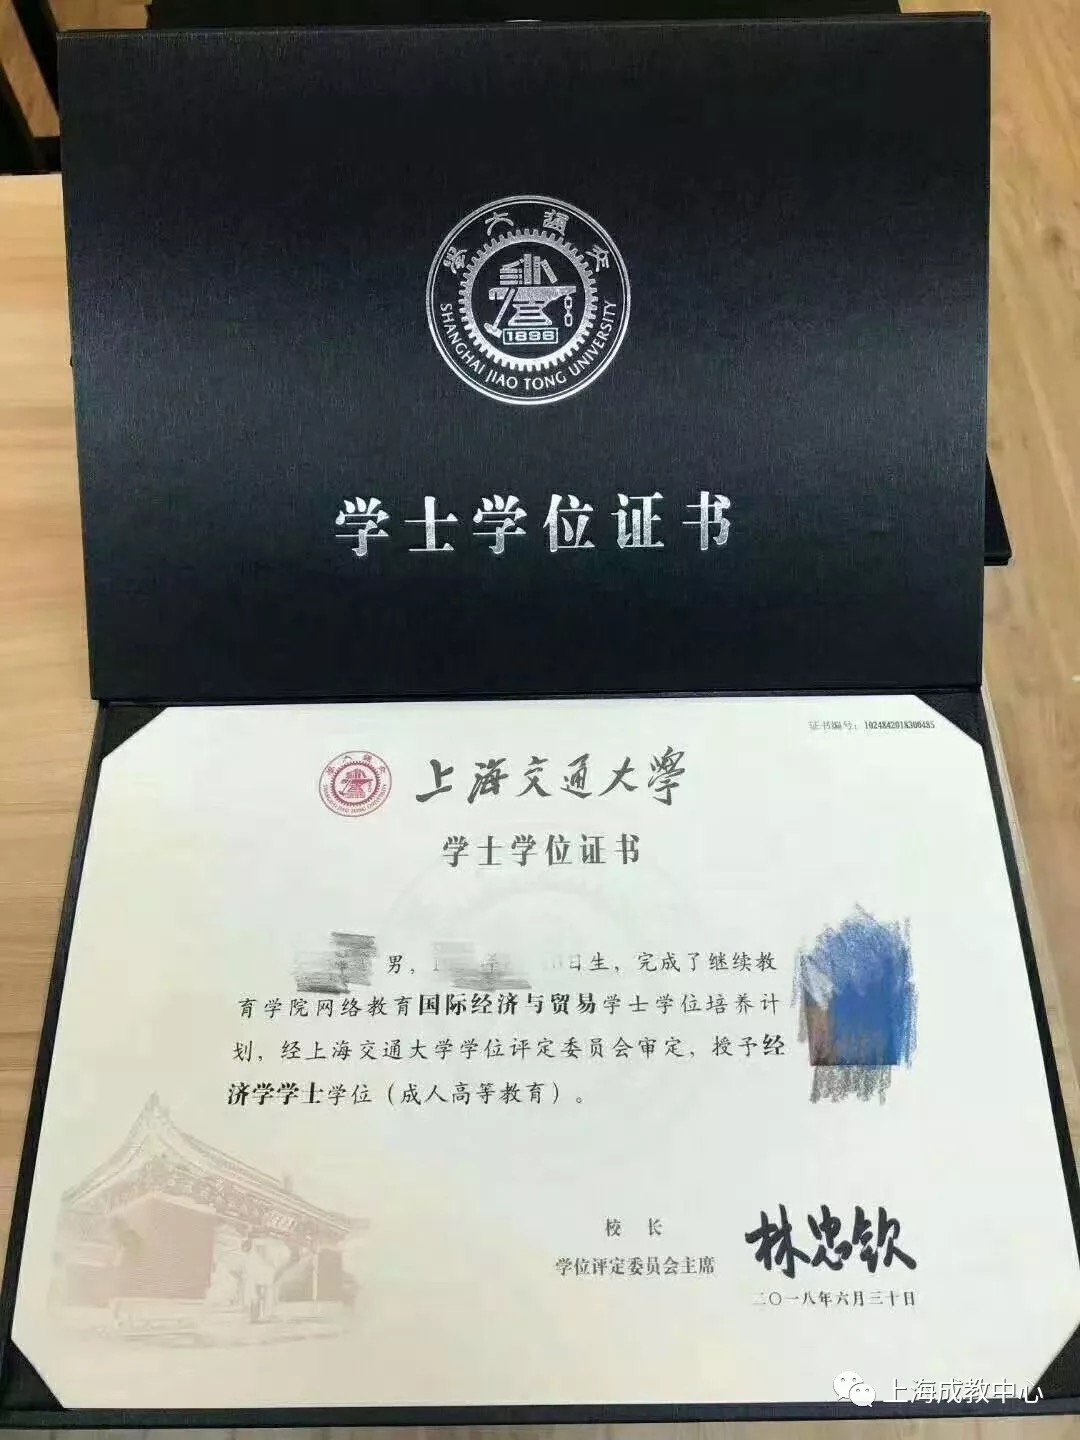 交通大學
SHANGHAI JIAO TONG UNIVERSITY
1896
学士学位证书
证书编号：1024842018300485
上海交通大學
学士学位证书
男，日生，完成了继续教
育学院网络教育国际经济与贸易学士学位培养计
划，经上海交通大学学位评定委员会审定，授予经
济学学士学位（成人高等教育）。
校 长
学位评定委员会主席
林忠钦
二〇一八年六月三十日
上海成教中心